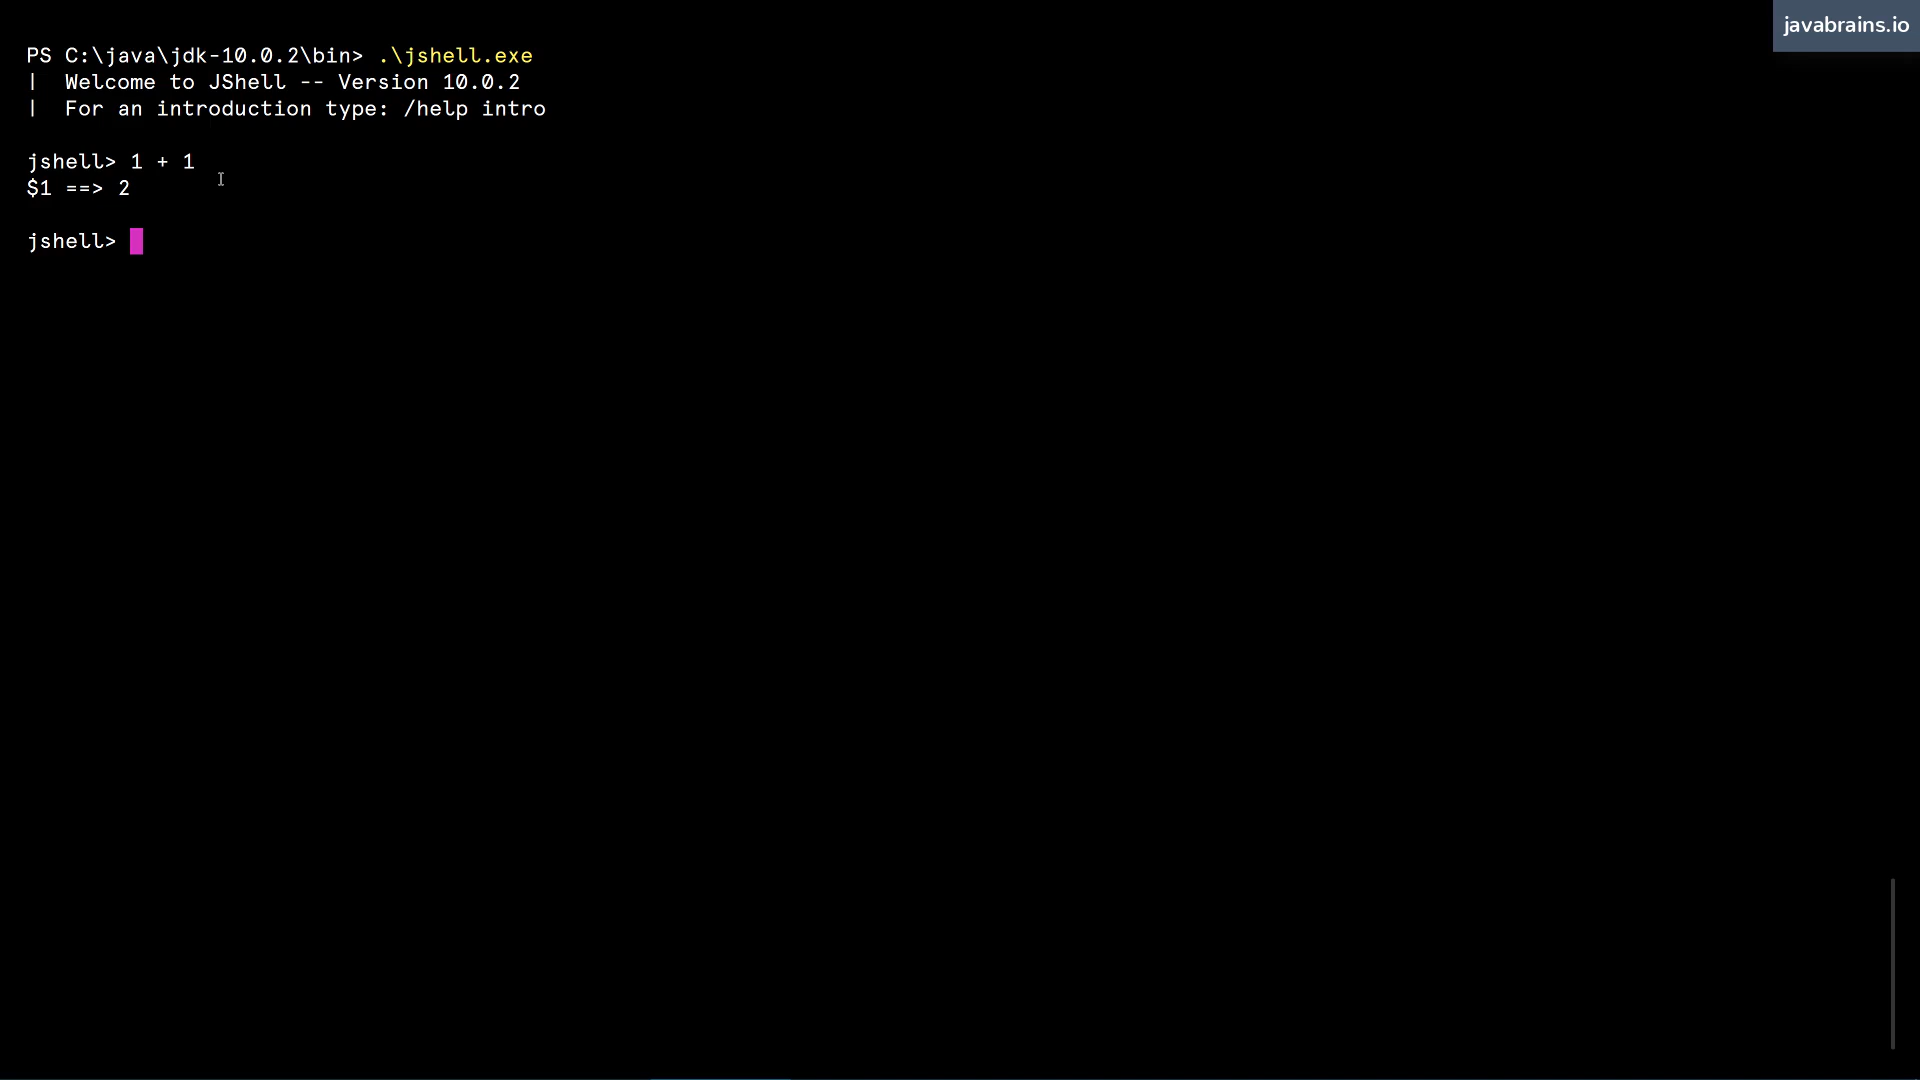 javabrains.io
PS C:\java\jdk-10.0.2\bin> .\jshell.exe
|  Welcome to JShell -- Version 10.0.2
|  For an introduction type: /help intro
jshell> 1 + 1
$1 ==> 2
jshell>